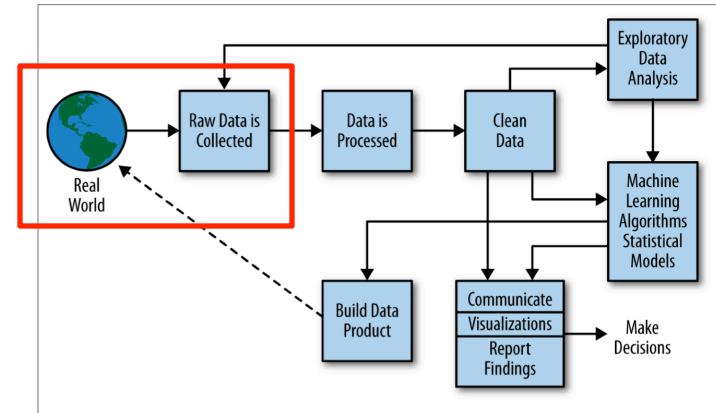 Real
World
Raw Data is
Collected
Data is
Processed
Clean
Data
Exploratory
Data
Analysis
Machine
Learning
Algorithms
Statistical
Models
Build Data
Product
Communicate
Visualizations
Report
Findings
Make
Decisions